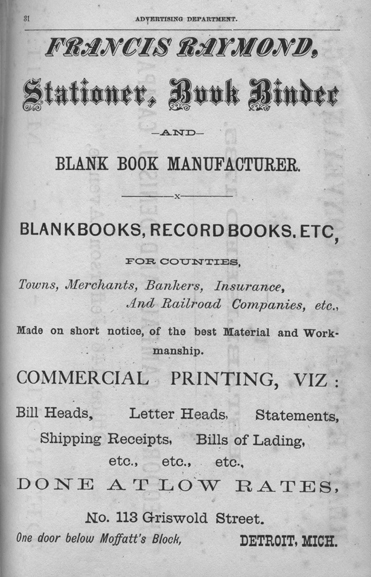 31 ADVERTISING DEPARTMENT.
FRANCIS RAYMOND,
Stationer, Book Binder
—AND—
BLANK BOOK MANUFACTURER.
x
BLANKBOOKS, RECORD BOOKS. ETC,
FOR COUNTIES,
Towns, Merchants, Bankers, Insurance,
And Railroad Companies, etc.,
Made on short notice, of the best Material and Work-
manship.
COMMERCIAL PRINTING, VIZ:
Bill Heads, Letter Heads, Statements,
Shipping Receipts, Bills of Lading,
etc., etc., etc.,
DONE AT LOW RATES,
No. 113 Griswold Street.
One door below Moffatt's Block, DETROIT, MICH.